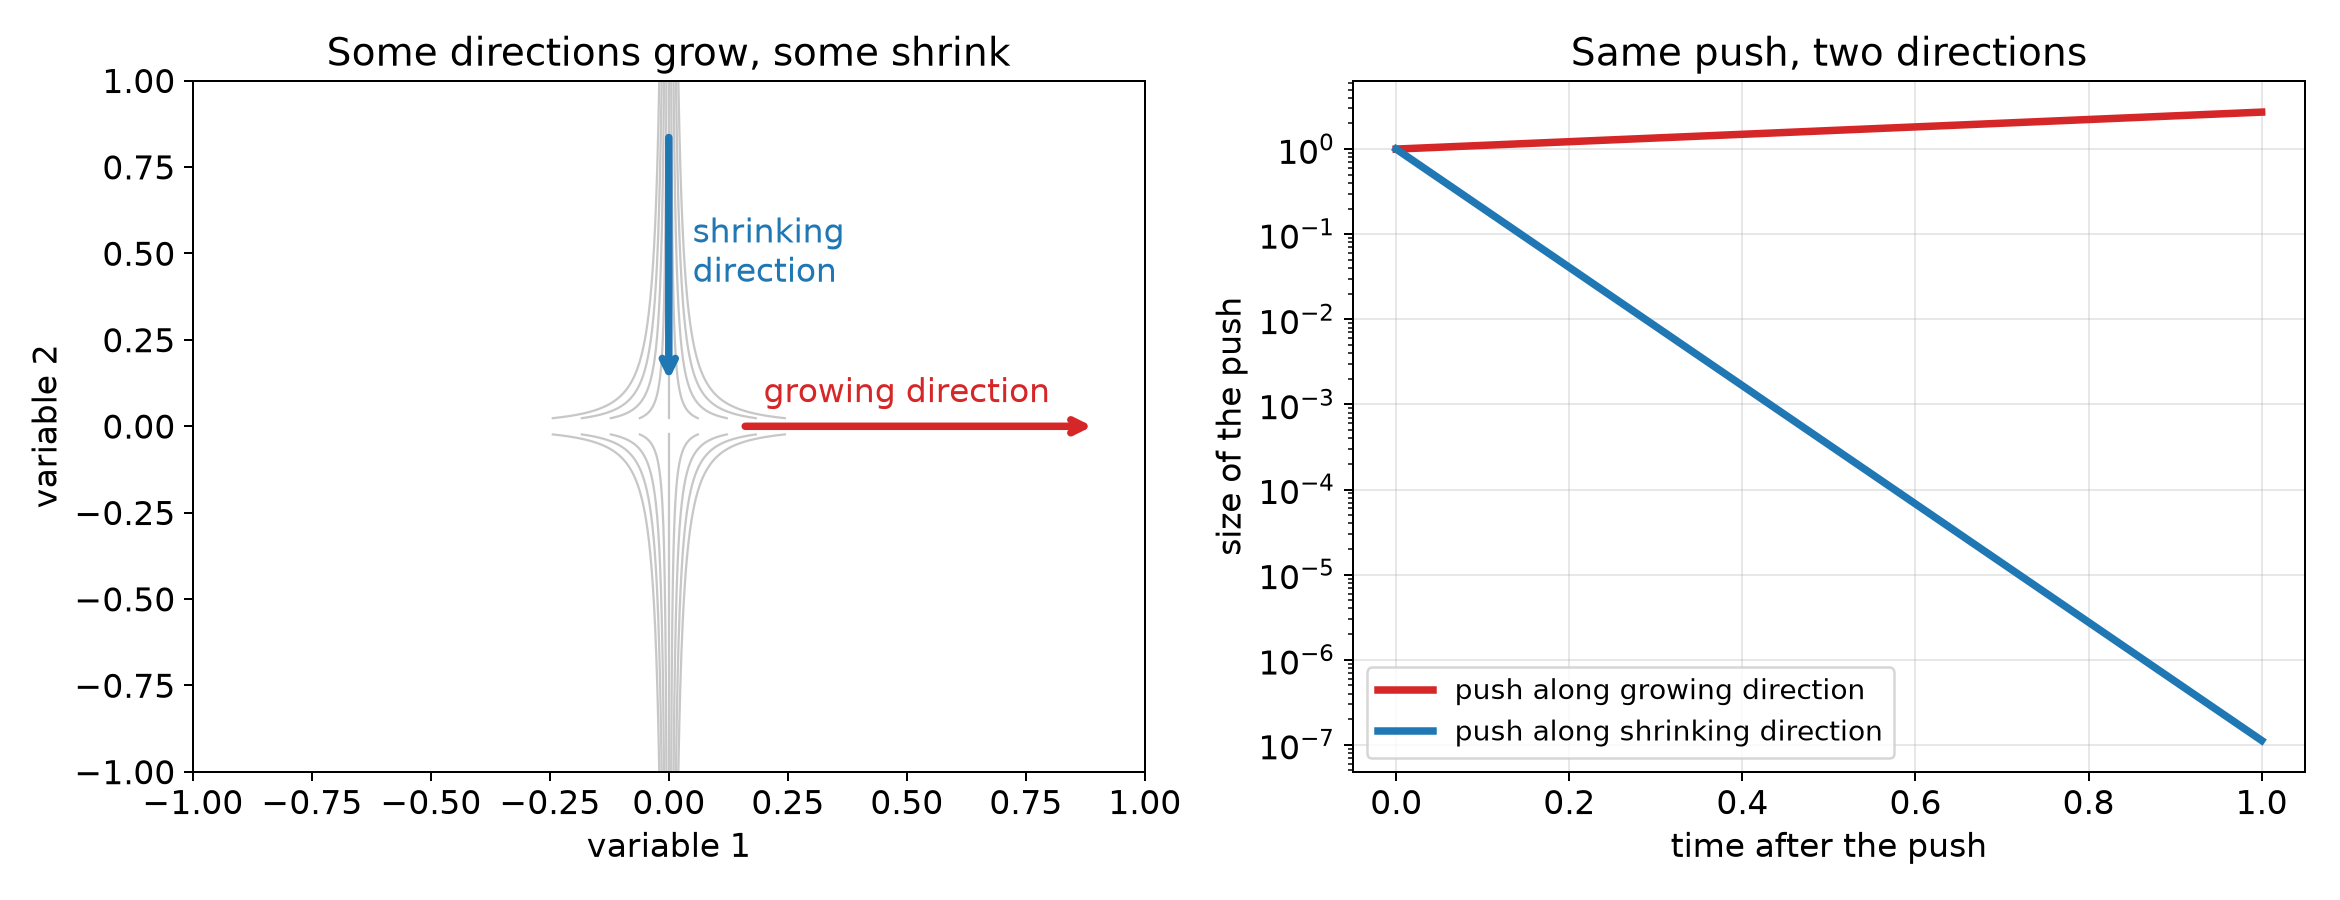 Some directions grow, some shrink
1.00
0.75
0.50
0.25
0.00
−0.25
−0.50
−0.75
−1.00
variable 2
shrinking
direction
growing direction
−1.00 −0.75 −0.50 −0.25 0.00 0.25 0.50 0.75 1.00
variable 1
Same push, two directions
10⁰
10⁻¹
10⁻²
10⁻³
10⁻⁴
10⁻⁵
10⁻⁶
10⁻⁷
size of the push
push along growing direction
push along shrinking direction
0.0 0.2 0.4 0.6 0.8 1.0
time after the push